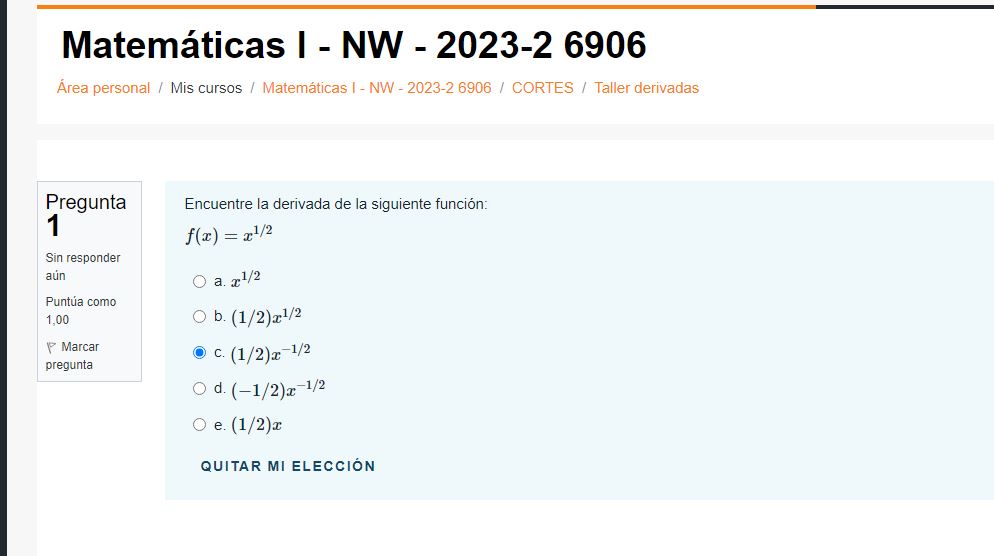 Matemáticas I - NW - 2023-2 6906
Área personal / Mis cursos / Matemáticas I - NW - 2023-2 6906 / CORTES / Taller derivadas
Pregunta
1
Sin responder
aún
Puntúa como
1,00
Marcar
pregunta
Encuentre la derivada de la siguiente función:
f(x) = x^{1/2}
a. x^{1/2}
b. (1/2)x^{1/2}
c. (1/2)x^{−1/2}
d. (−1/2)x^{−1/2}
e. (1/2)x
QUITAR MI ELECCIÓN